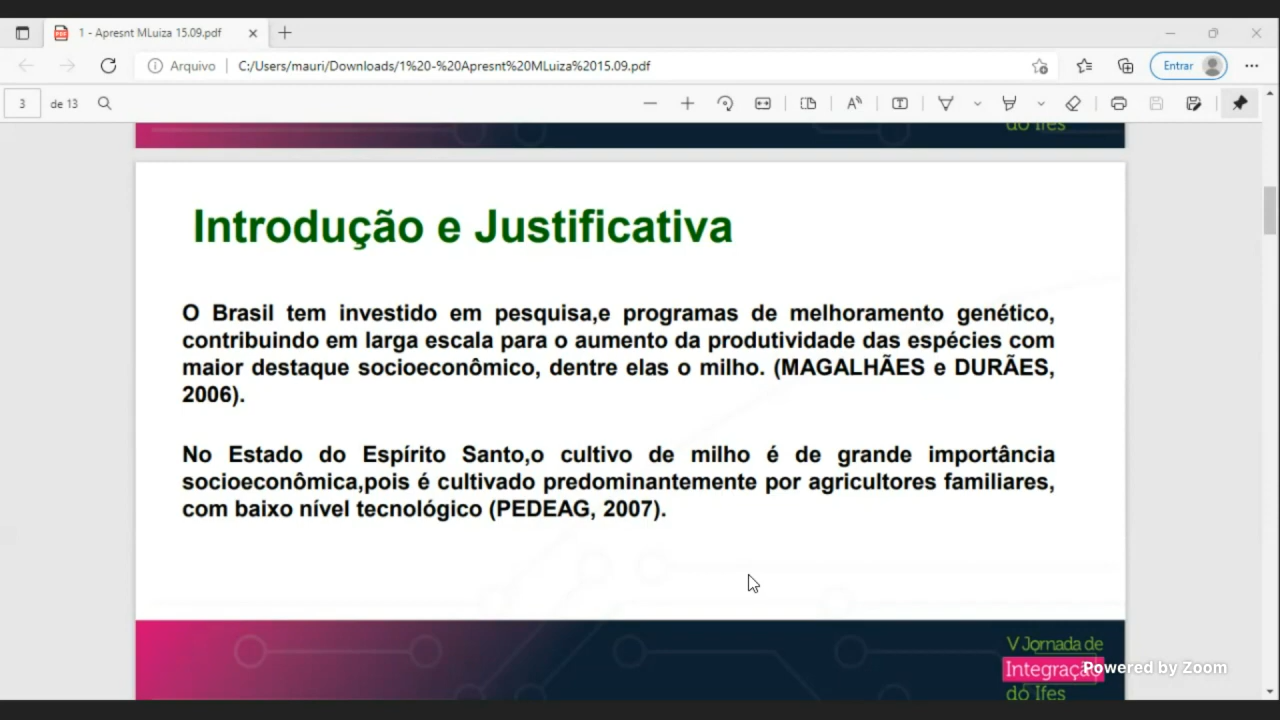 1 - Apresnt MLuiza 15.09.pdf
Arquivo C:/Users/mauri/Downloads/1%20-%20Apresnt%20MLuiza%2015.09.pdf Entrar
3 de 13
do Ifes
Introdução e Justificativa
O Brasil tem investido em pesquisa,e programas de melhoramento genético,
contribuindo em larga escala para o aumento da produtividade das espécies com
maior destaque socioeconômico, dentre elas o milho. (MAGALHÃES e DURÃES,
2006).
No Estado do Espírito Santo,o cultivo de milho é de grande importância
socioeconômica,pois é cultivado predominantemente por agricultores familiares,
com baixo nível tecnológico (PEDEAG, 2007).
V Jornada de
Integração
do Ifes
Powered by Zoom